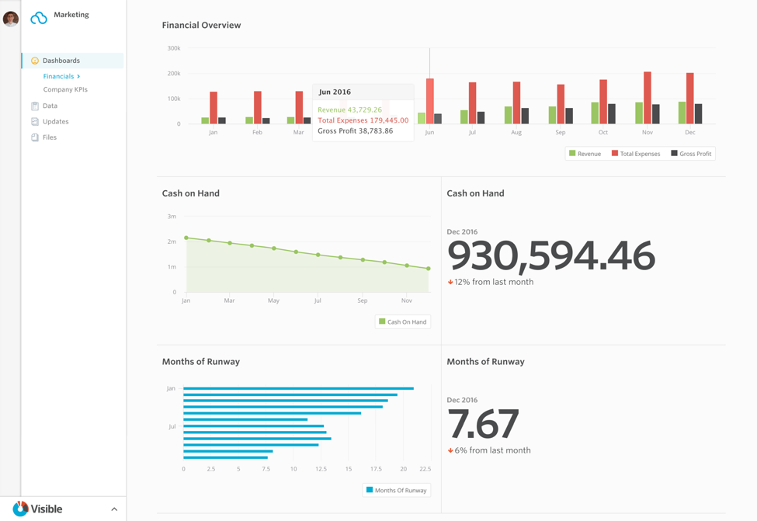 Marketing
Dashboards
Financials >
Company KPIs
Data
Updates
Files
Visible
Financial Overview
300k
200k
100k
0
Jan Feb Mar Jun Jul Aug Sep Oct Nov Dec
Jun 2016
Revenue 43,729.26
Total Expenses 179,445.00
Gross Profit 38,783.86
Revenue Total Expenses Gross Profit
Cash on Hand
3m
2m
1m
0
Jan Mar May Jul Sep Nov
Cash On Hand
Cash on Hand
Dec 2016
930,594.46
12% from last month
Months of Runway
Jan
Jul
0 2.5 5 7.5 10 12.5 15 17.5 20 22.5
Months Of Runway
Months of Runway
Dec 2016
7.67
6% from last month